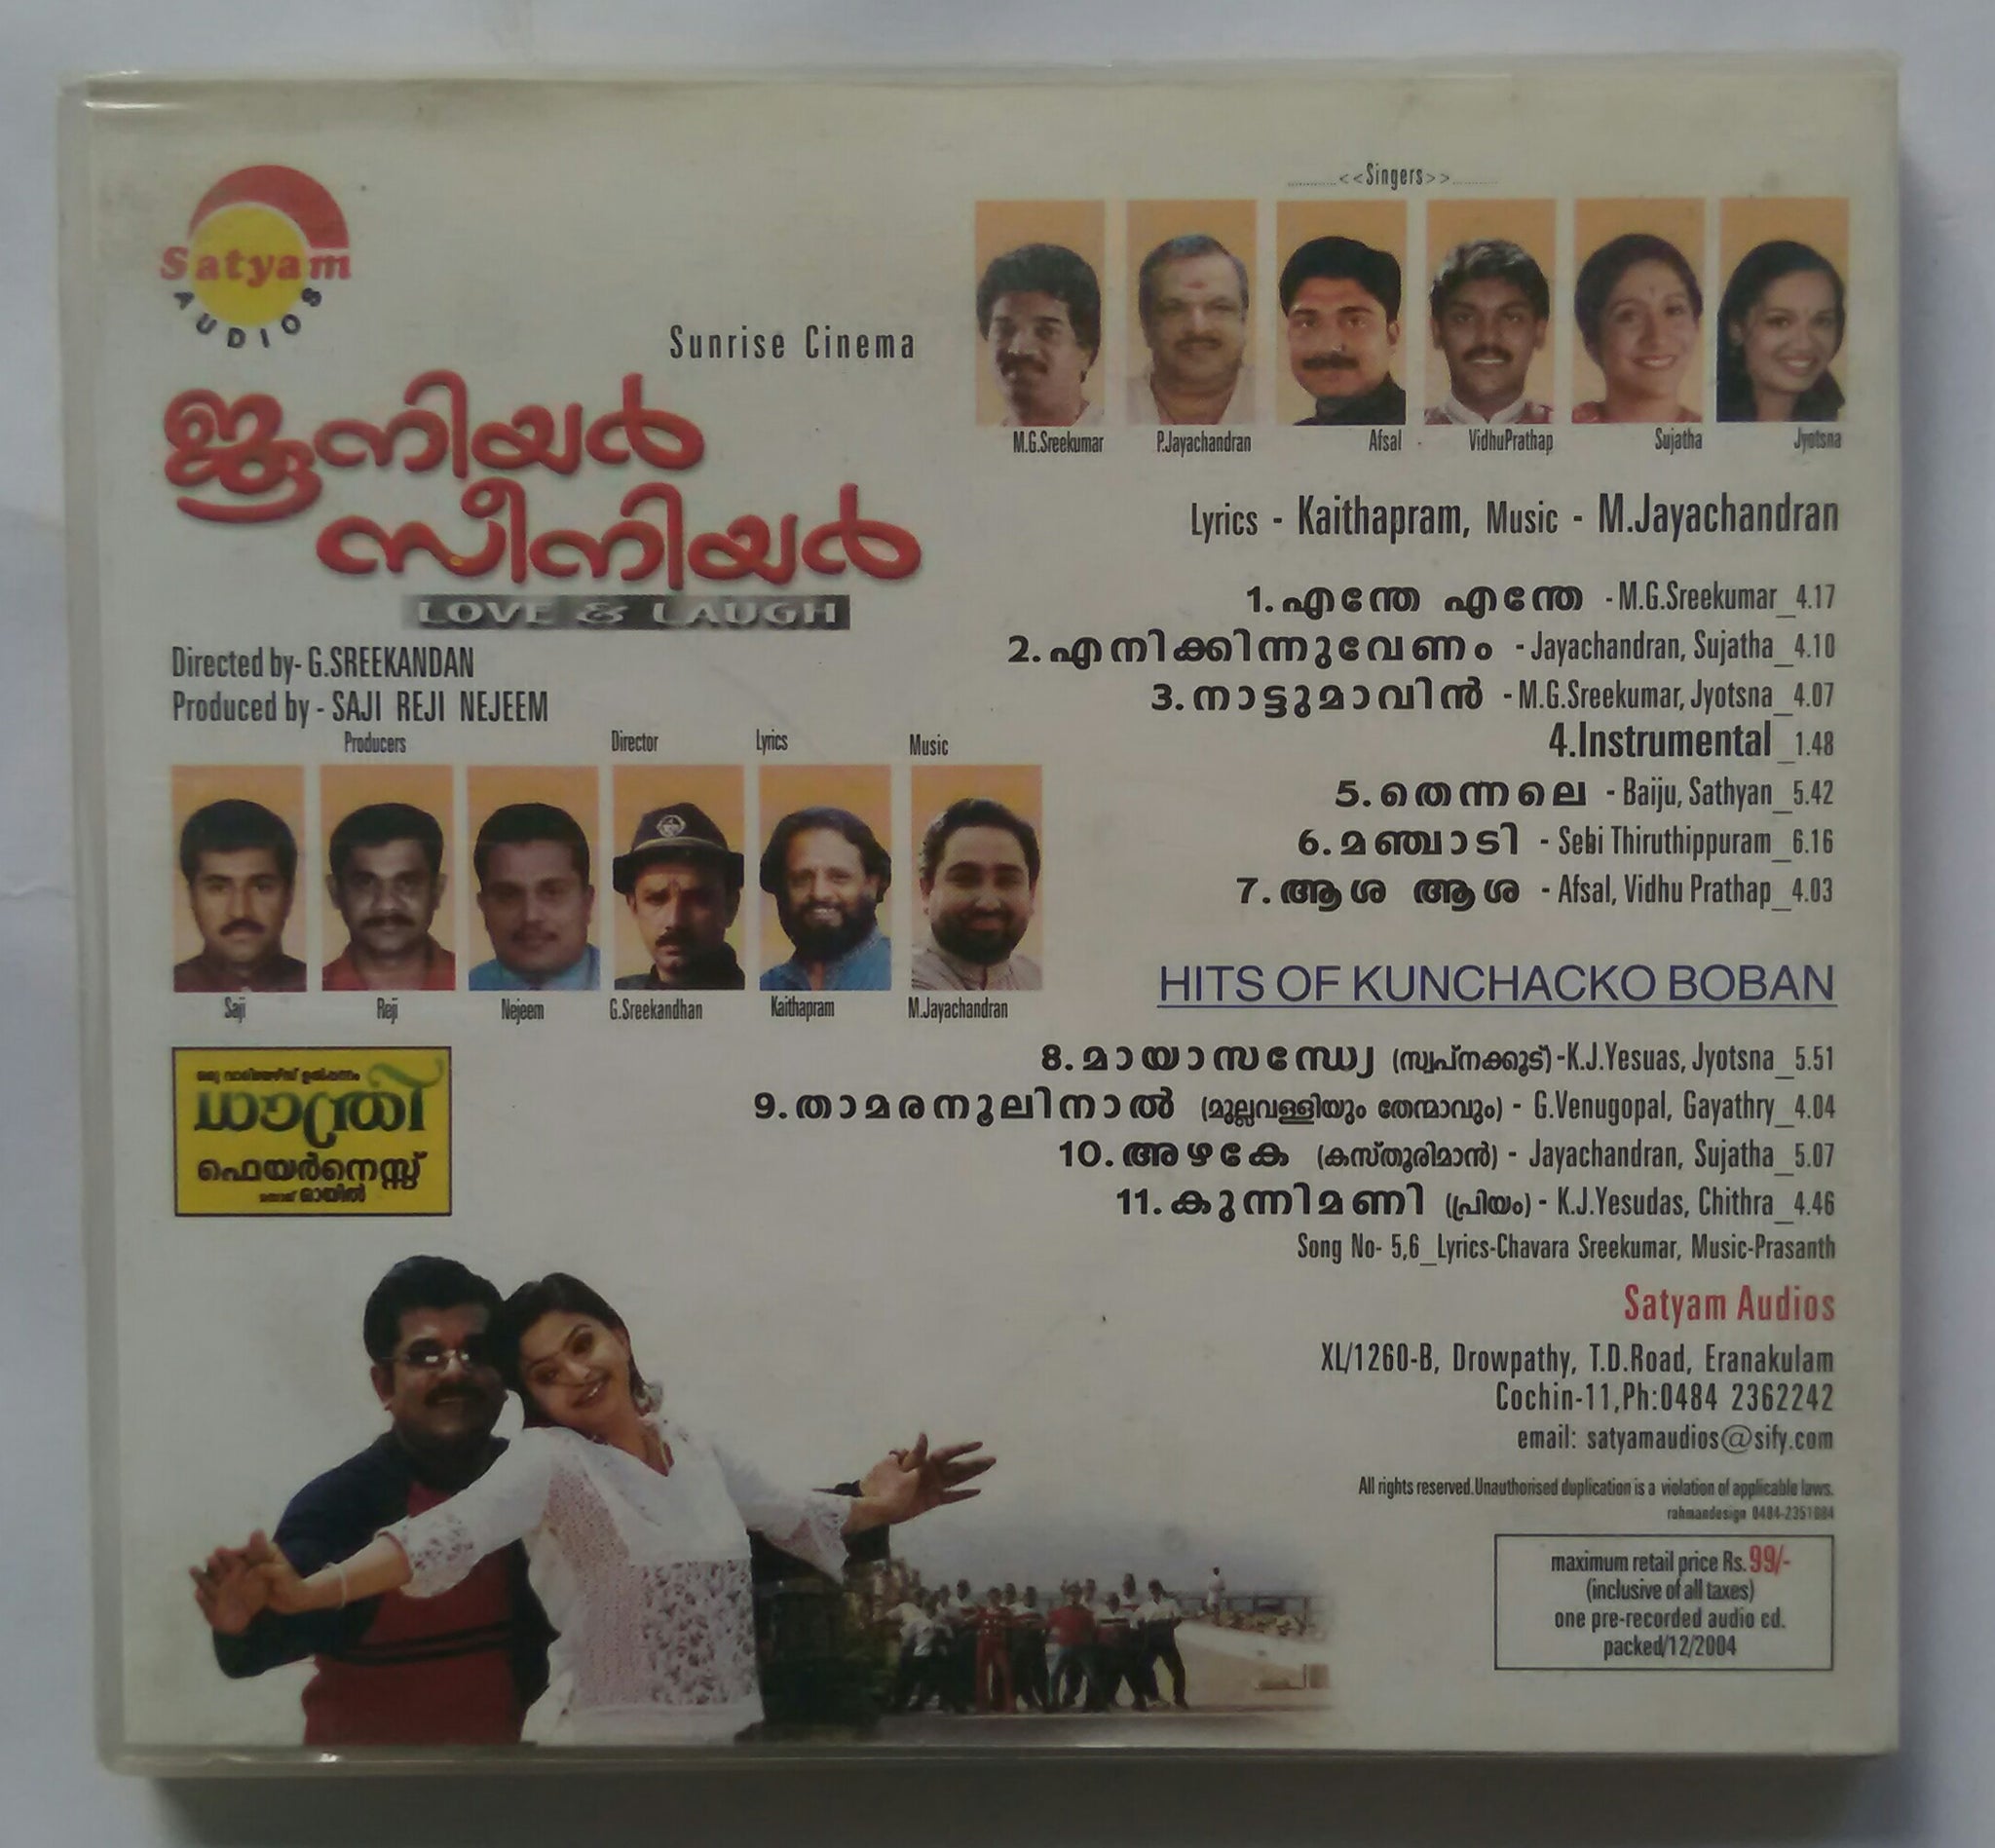 Satyam
AUDIOS
Sunrise Cinema
ജൂനിയർ
സീനിയർ
LOVE & LAUGH
Directed by- G.SREEKANDAN
Produced by - SAJI REJI NEJEEM
Producers Director Lyrics Music
Saji Reji Nejeem G.Sreekandhan Kaithapram M.Jayachandran
ധാത്രി
ഫെയർനെസ്സ്
<<Singers>>
M.G.Sreekumar P.Jayachandran Afsal VidhuPrathap Sujatha Jyotsna
Lyrics - Kaithapram, Music - M.Jayachandran
1. എന്തേ എന്തേ - M.G.Sreekumar_4.17
2. എനിക്കിന്നുവേണം - Jayachandran, Sujatha_4.10
3. നാട്ടുമാവിൻ - M.G.Sreekumar, Jyotsna_4.07
4.Instrumental_1.48
5. തെന്നലെ - Baiju, Sathyan_5.42
6. മഞ്ചാടി - Sebi Thiruthippuram_6.16
7. ആശ ആശ - Afsal, Vidhu Prathap_4.03
HITS OF KUNCHACKO BOBAN
8. മായാസന്ധ്യേ (സ്വപ്നക്കൂട്) -K.J.Yesuas, Jyotsna_5.51
9. താമരനൂലിനാൽ (മുല്ലവള്ളിയും തേന്മാവും) - G.Venugopal, Gayathry_4.04
10. അഴകേ (കസ്തൂരിമാൻ) - Jayachandran, Sujatha_5.07
11. കുന്നിമണി (പ്രിയം) - K.J.Yesudas, Chithra_4.46
Song No- 5,6_Lyrics-Chavara Sreekumar, Music-Prasanth
Satyam Audios
XL/1260-B, Drowpathy, T.D.Road, Eranakulam
Cochin-11,Ph:0484 2362242
email: satyamaudios@sify.com
All rights reserved.Unauthorised duplication is a violation of applicable laws.
rahmandesign 0484-2351084
maximum retail price Rs.99/-
(inclusive of all taxes)
one pre-recorded audio cd.
packed/12/2004